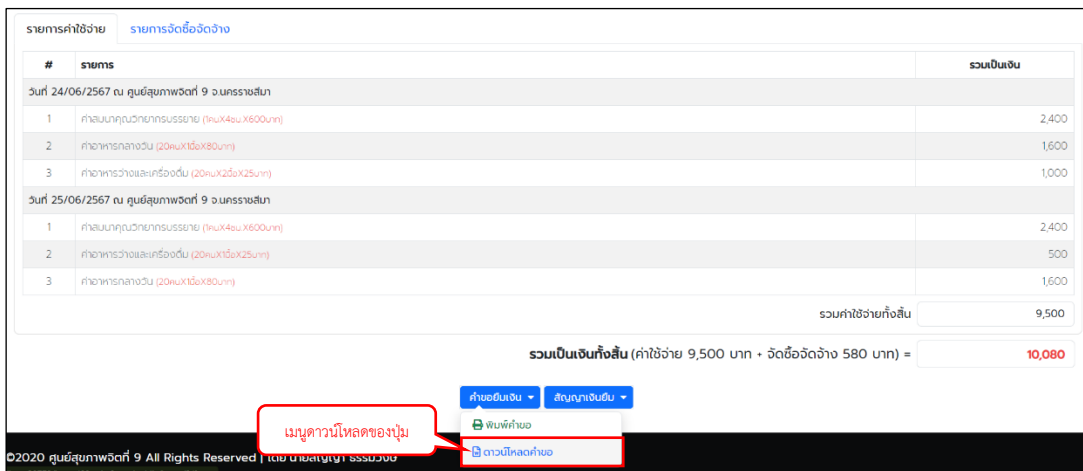 รายการค่าใช้จ่าย รายการจัดซื้อจัดจ้าง
# รายการ รวมเป็นเงิน
วันที่ 24/06/2567 ณ ศูนย์สุขภาพจิตที่ 9 จ.นครราชสีมา
1 ค่าสมนาคุณวิทยากรบรรยาย (1คนX4ชม.X600บาท) 2,400
2 ค่าอาหารกลางวัน (20คนX1มื้อX80บาท) 1,600
3 ค่าอาหารว่างและเครื่องดื่ม (20คนX2มื้อX25บาท) 1,000
วันที่ 25/06/2567 ณ ศูนย์สุขภาพจิตที่ 9 จ.นครราชสีมา
1 ค่าสมนาคุณวิทยากรบรรยาย (1คนX4ชม.X600บาท) 2,400
2 ค่าอาหารว่างและเครื่องดื่ม (20คนX1มื้อX25บาท) 500
3 ค่าอาหารกลางวัน (20คนX1มื้อX80บาท) 1,600
รวมค่าใช้จ่ายทั้งสิ้น 9,500
รวมเป็นเงินทั้งสิ้น (ค่าใช้จ่าย 9,500 บาท + จัดซื้อจัดจ้าง 580 บาท) = 10,080
คำขอยืมเงิน สัญญาเงินยืม
พิมพ์คำขอ
เมนูดาวน์โหลดของปุ่ม
ดาวน์โหลดคำขอ
©2020 ศูนย์สุขภาพจิตที่ 9 All Rights Reserved | โดย นายสัญญา ธรรมวงษ์